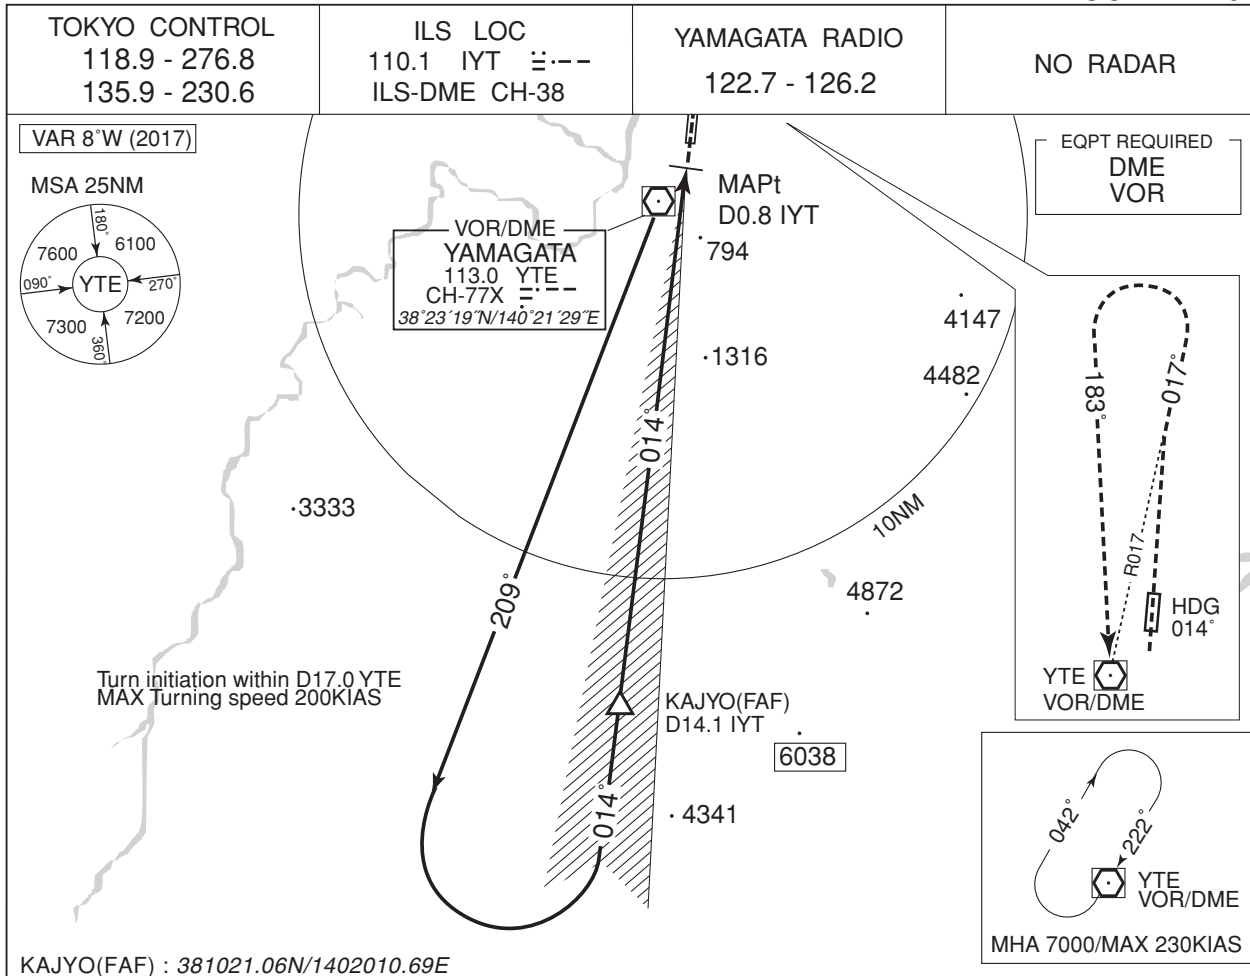 TOKYO CONTROL
118.9 - 276.8
135.9 - 230.6
ILS LOC
110.1 IYT
ILS-DME CH-38
YAMAGATA RADIO
122.7 - 126.2
NO RADAR
VAR 8°W (2017)
MSA 25NM
180°
7600
6100
090°
YTE
270°
7300
7200
360°
VOR/DME
YAMAGATA
113.0 YTE
CH-77X
38°23´19˝N/140°21´29˝E
MAPt
D0.8 IYT
794
1316
4147
4482
EQPT REQUIRED
DME
VOR
014°
3333
10NM
209°
4872
Turn initiation within D17.0 YTE
MAX Turning speed 200KIAS
KAJYO(FAF)
D14.1 IYT
6038
014°
4341
183°
017°
R017
HDG
014°
YTE
VOR/DME
042°
222°
YTE
VOR/DME
MHA 7000/MAX 230KIAS
KAJYO(FAF) : 381021.06N/1402010.69E